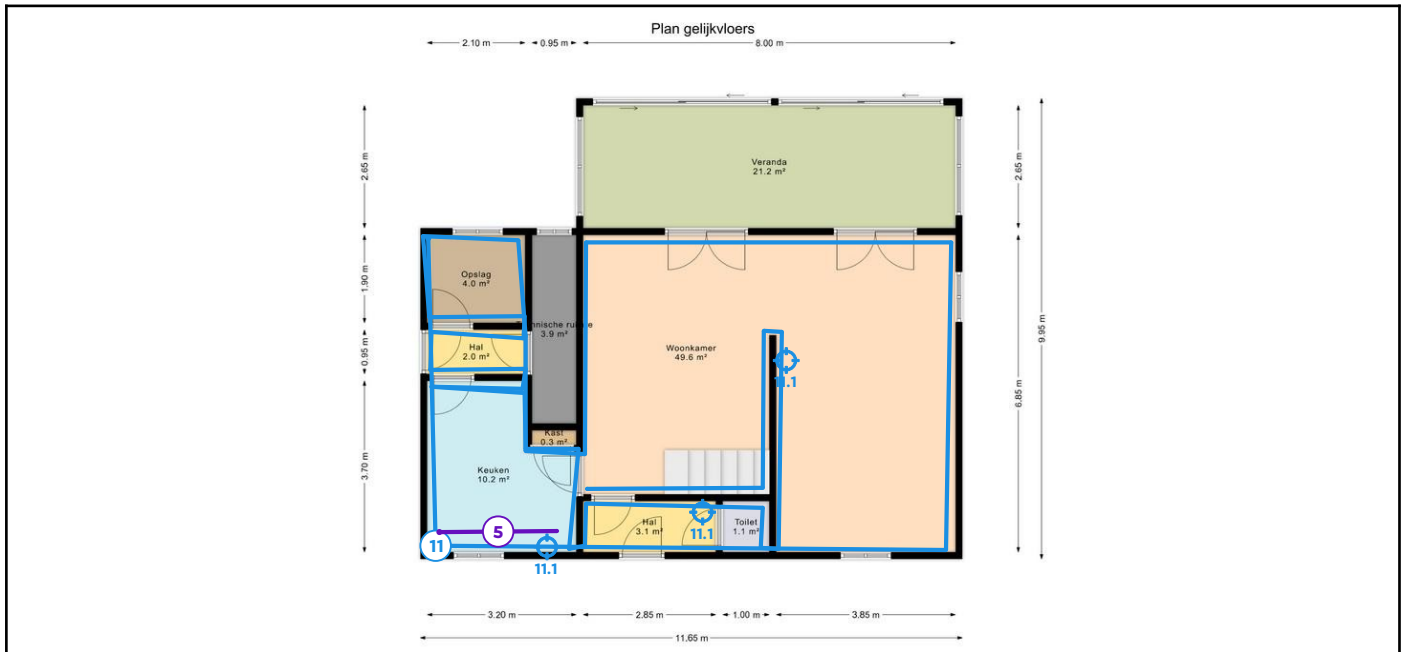 Plan gelijkvloers
2.10 m
0.95 m
8.00 m
2.65 m
Veranda
21.2 m²
2.65 m
1.90 m
Opslag
4.0 m²
9.95 m
0.95 m
Hal
2.0 m²
3.9 m²
Woonkamer
49.6 m²
11.1
6.85 m
3.70 m
Kast
0.3 m²
Keuken
10.2 m²
5
11
11.1
Hal
3.1 m²
11.1
Toilet
1.1 m²
3.20 m
2.85 m
1.00 m
3.85 m
11.65 m